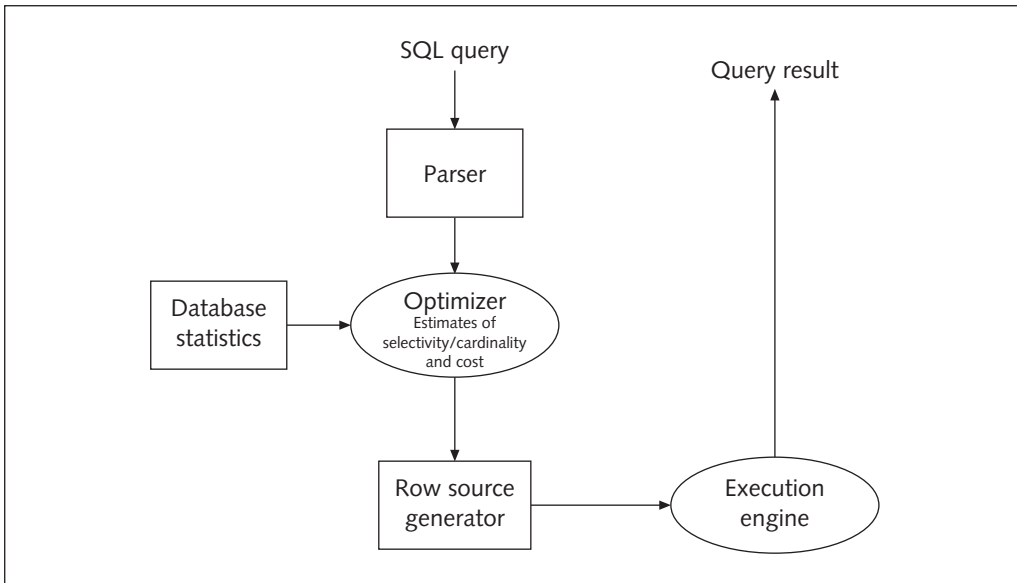 SQL query
Query result
Parser
Database
statistics
Optimizer
Estimates of
selectivity/cardinality
and cost
Row source
generator
Execution
engine